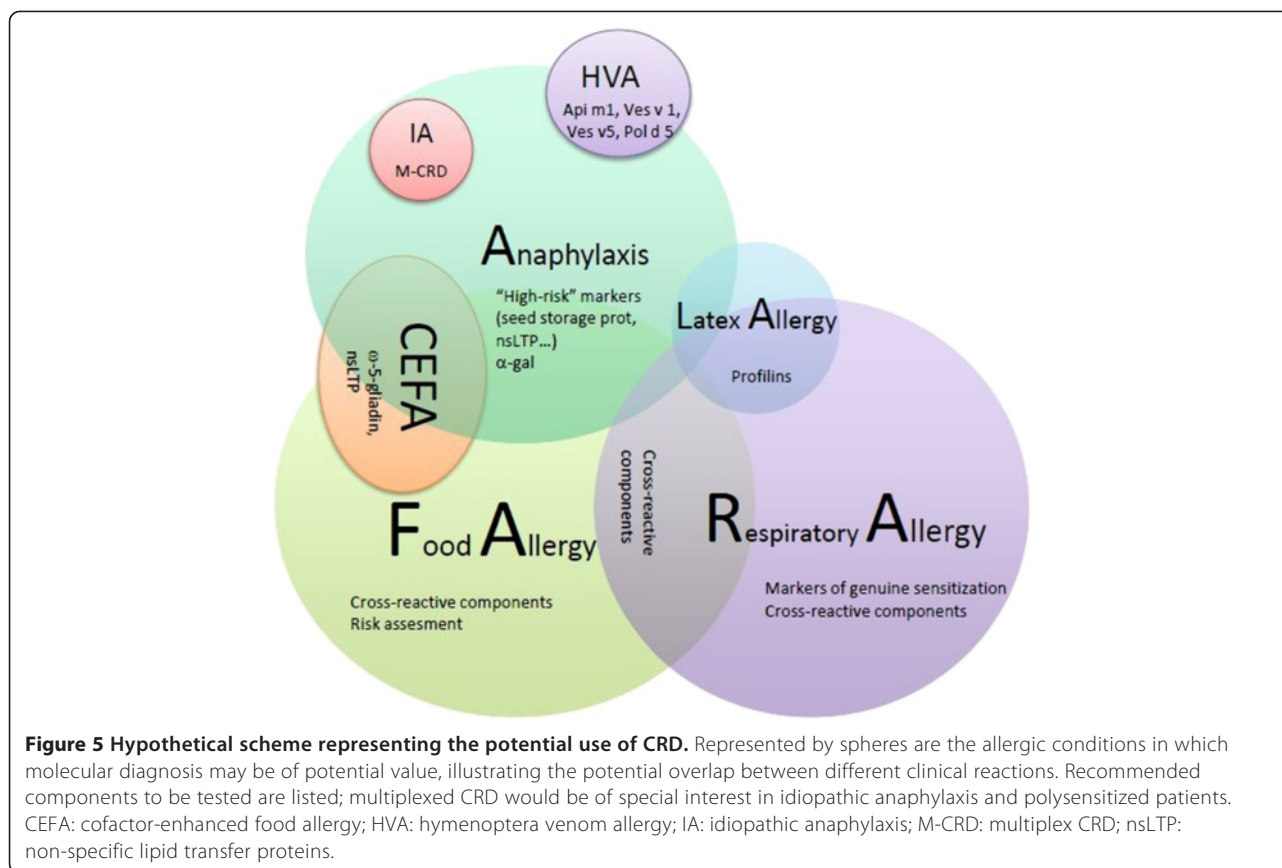 HVA
Api m1, Ves v 1,
Ves v5, Pol d 5
IA
M-CRD
Anaphylaxis
"High-risk" markers
(seed storage prot,
nsLTP...)
α-gal
Latex Allergy
Profilins
CEFA
ω-5-gliadin,
nsLTP
Cross-reactive
components
Food Allergy
Cross-reactive components
Risk assesment
Respiratory Allergy
Markers of genuine sensitization
Cross-reactive components
Figure 5 Hypothetical scheme representing the potential use of CRD. Represented by spheres are the allergic conditions in which
molecular diagnosis may be of potential value, illustrating the potential overlap between different clinical reactions. Recommended
components to be tested are listed; multiplexed CRD would be of special interest in idiopathic anaphylaxis and polysensitized patients.
CEFA: cofactor-enhanced food allergy; HVA: hymenoptera venom allergy; IA: idiopathic anaphylaxis; M-CRD: multiplex CRD; nsLTP:
non-specific lipid transfer proteins.